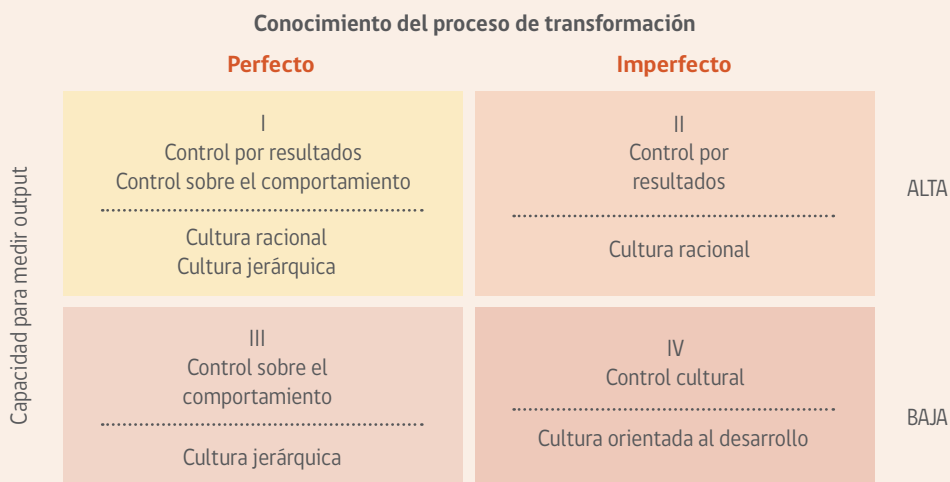 Conocimiento del proceso de transformación
Perfecto
Imperfecto
Capacidad para medir output
I
Control por resultados
Control sobre el comportamiento
Cultura racional
Cultura jerárquica
II
Control por
resultados
Cultura racional
ALTA
III
Control sobre el
comportamiento
Cultura jerárquica
IV
Control cultural
Cultura orientada al desarrollo
BAJA